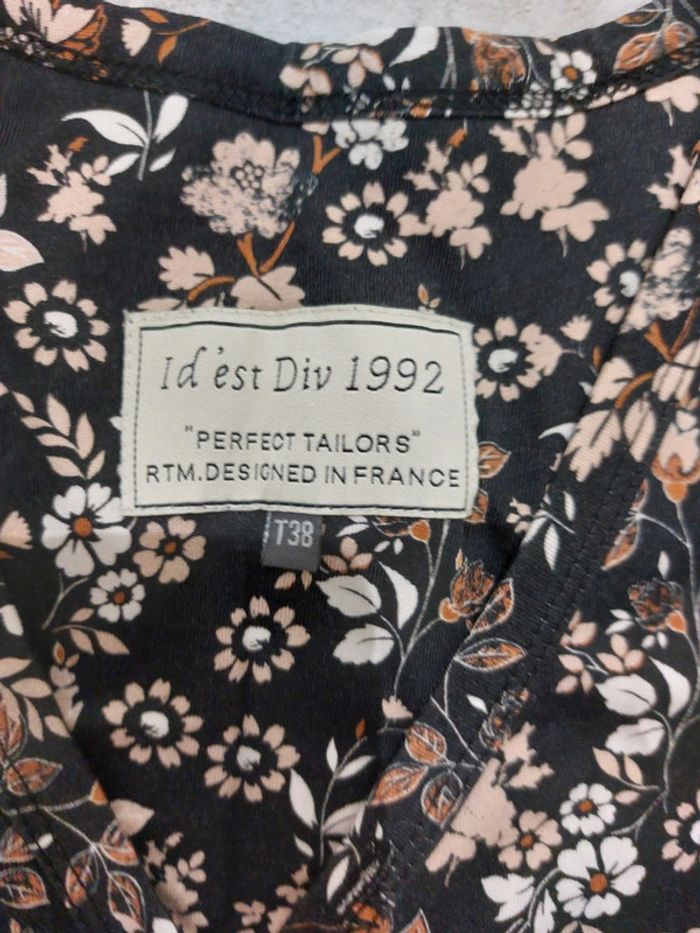 Id'est Div 1992
"PERFECT TAILORS"
RTM.DESIGNED IN FRANCE
T38